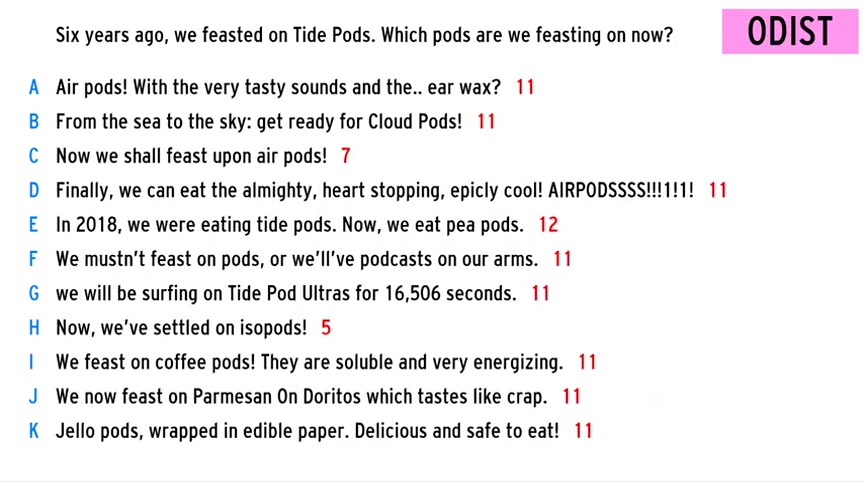 Six years ago, we feasted on Tide Pods. Which pods are we feasting on now?
ODIST
A Air pods! With the very tasty sounds and the.. ear wax? 11
B From the sea to the sky: get ready for Cloud Pods! 11
C Now we shall feast upon air pods! 7
D Finally, we can eat the almighty, heart stopping, epicly cool! AIRPODSSSS!!!1!1! 11
E In 2018, we were eating tide pods. Now, we eat pea pods. 12
F We mustn't feast on pods, or we'll've podcasts on our arms. 11
G we will be surfing on Tide Pod Ultras for 16,506 seconds. 11
H Now, we've settled on isopods! 5
I We feast on coffee pods! They are soluble and very energizing. 11
J We now feast on Parmesan On Doritos which tastes like crap. 11
K Jello pods, wrapped in edible paper. Delicious and safe to eat! 11